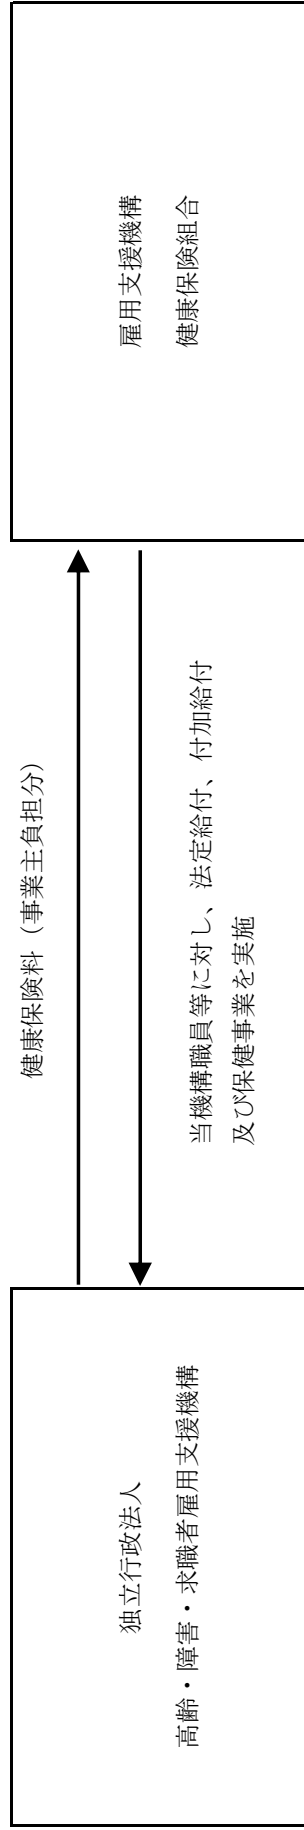 独立行政法人
高齢・障害・求職者雇用支援機構
健康保険料（事業主負担分）
当機構職員等に対し、法定給付、付加給付
及び保健事業を実施
雇用支援機構
健康保険組合